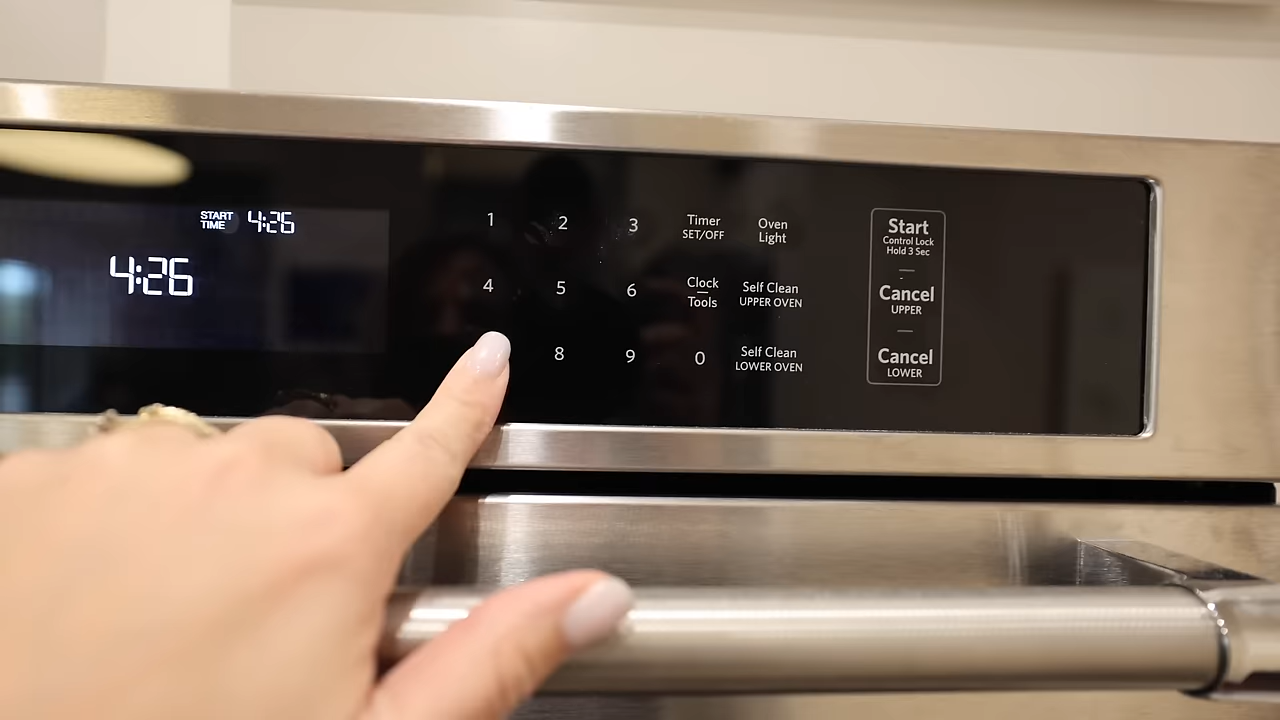 START
TIME
4:26
4:26
1
2
3
Timer
SET/OFF
Oven
Light
4
5
6
Clock
Tools
Self Clean
UPPER OVEN
8
9
0
Self Clean
LOWER OVEN
Start
Control Lock
Hold 3 Sec
Cancel
UPPER
Cancel
LOWER